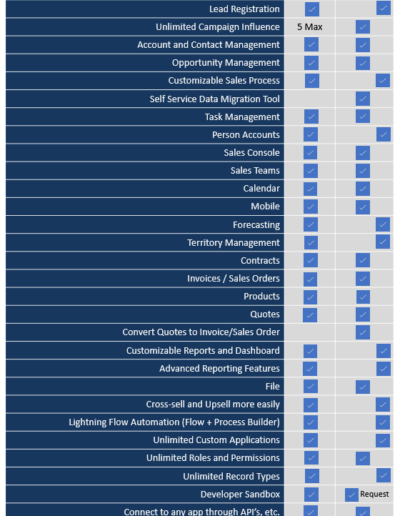 Lead Registration
Unlimited Campaign Influence 5 Max
Account and Contact Management
Opportunity Management
Customizable Sales Process
Self Service Data Migration Tool
Task Management
Person Accounts
Sales Console
Sales Teams
Calendar
Mobile
Forecasting
Territory Management
Contracts
Invoices / Sales Orders
Products
Quotes
Convert Quotes to Invoice/Sales Order
Customizable Reports and Dashboard
Advanced Reporting Features
File
Cross-sell and Upsell more easily
Lightning Flow Automation (Flow + Process Builder)
Unlimited Custom Applications
Unlimited Roles and Permissions
Unlimited Record Types
Developer Sandbox Request
Connect to any app through API's, etc.